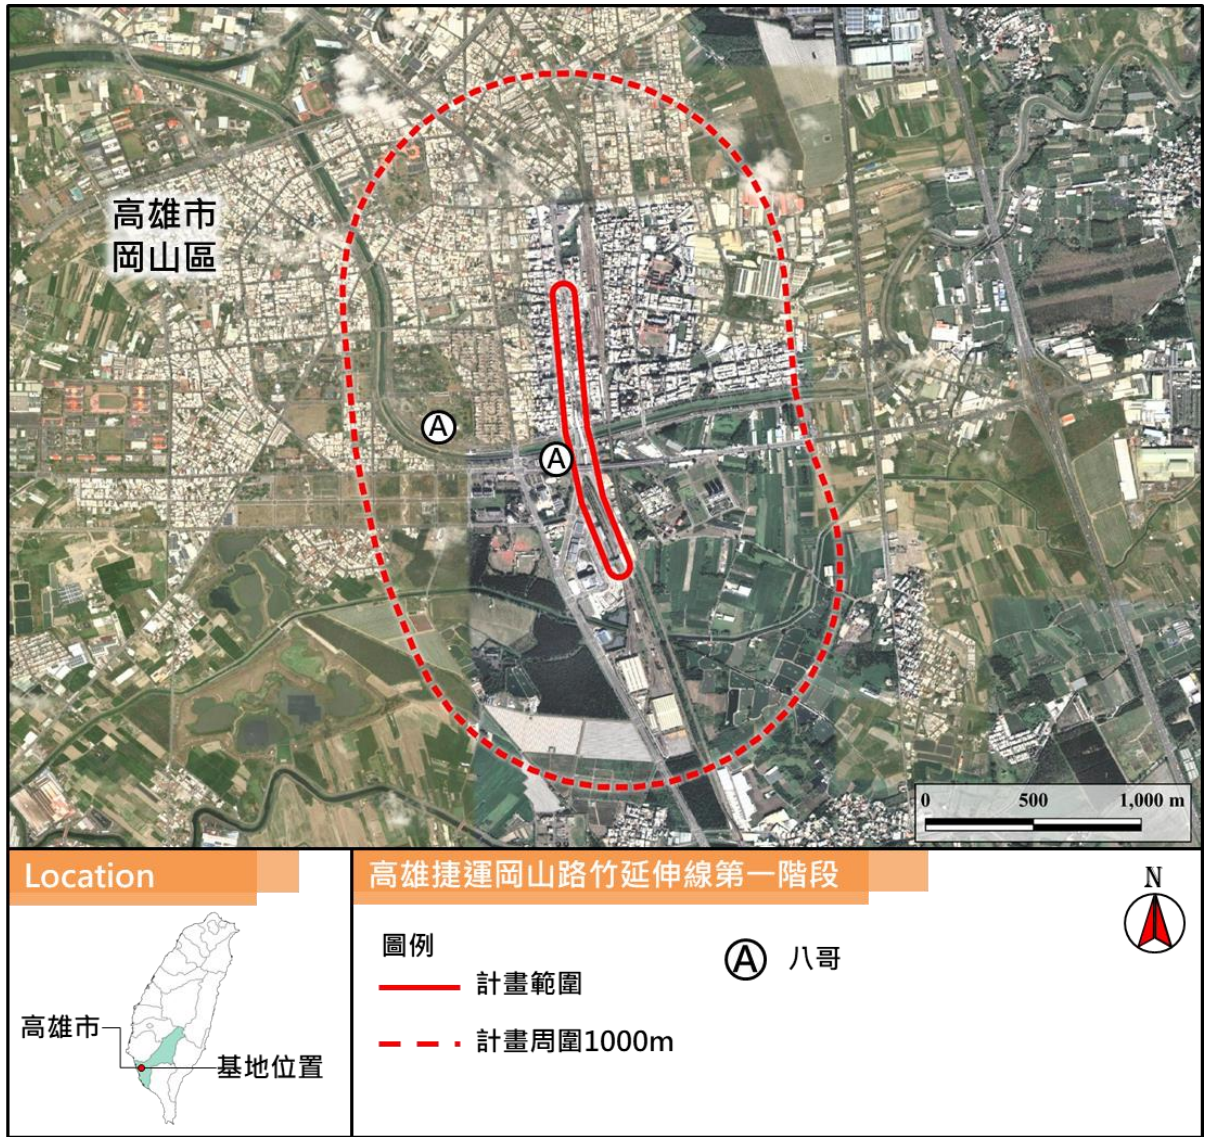 高雄市
岡山區
A
A
0 500 1,000 m
Location
高雄市
基地位置
高雄捷運岡山路竹延伸線第一階段
圖例
計畫範圍
計畫周圍1000m
A 八哥
N